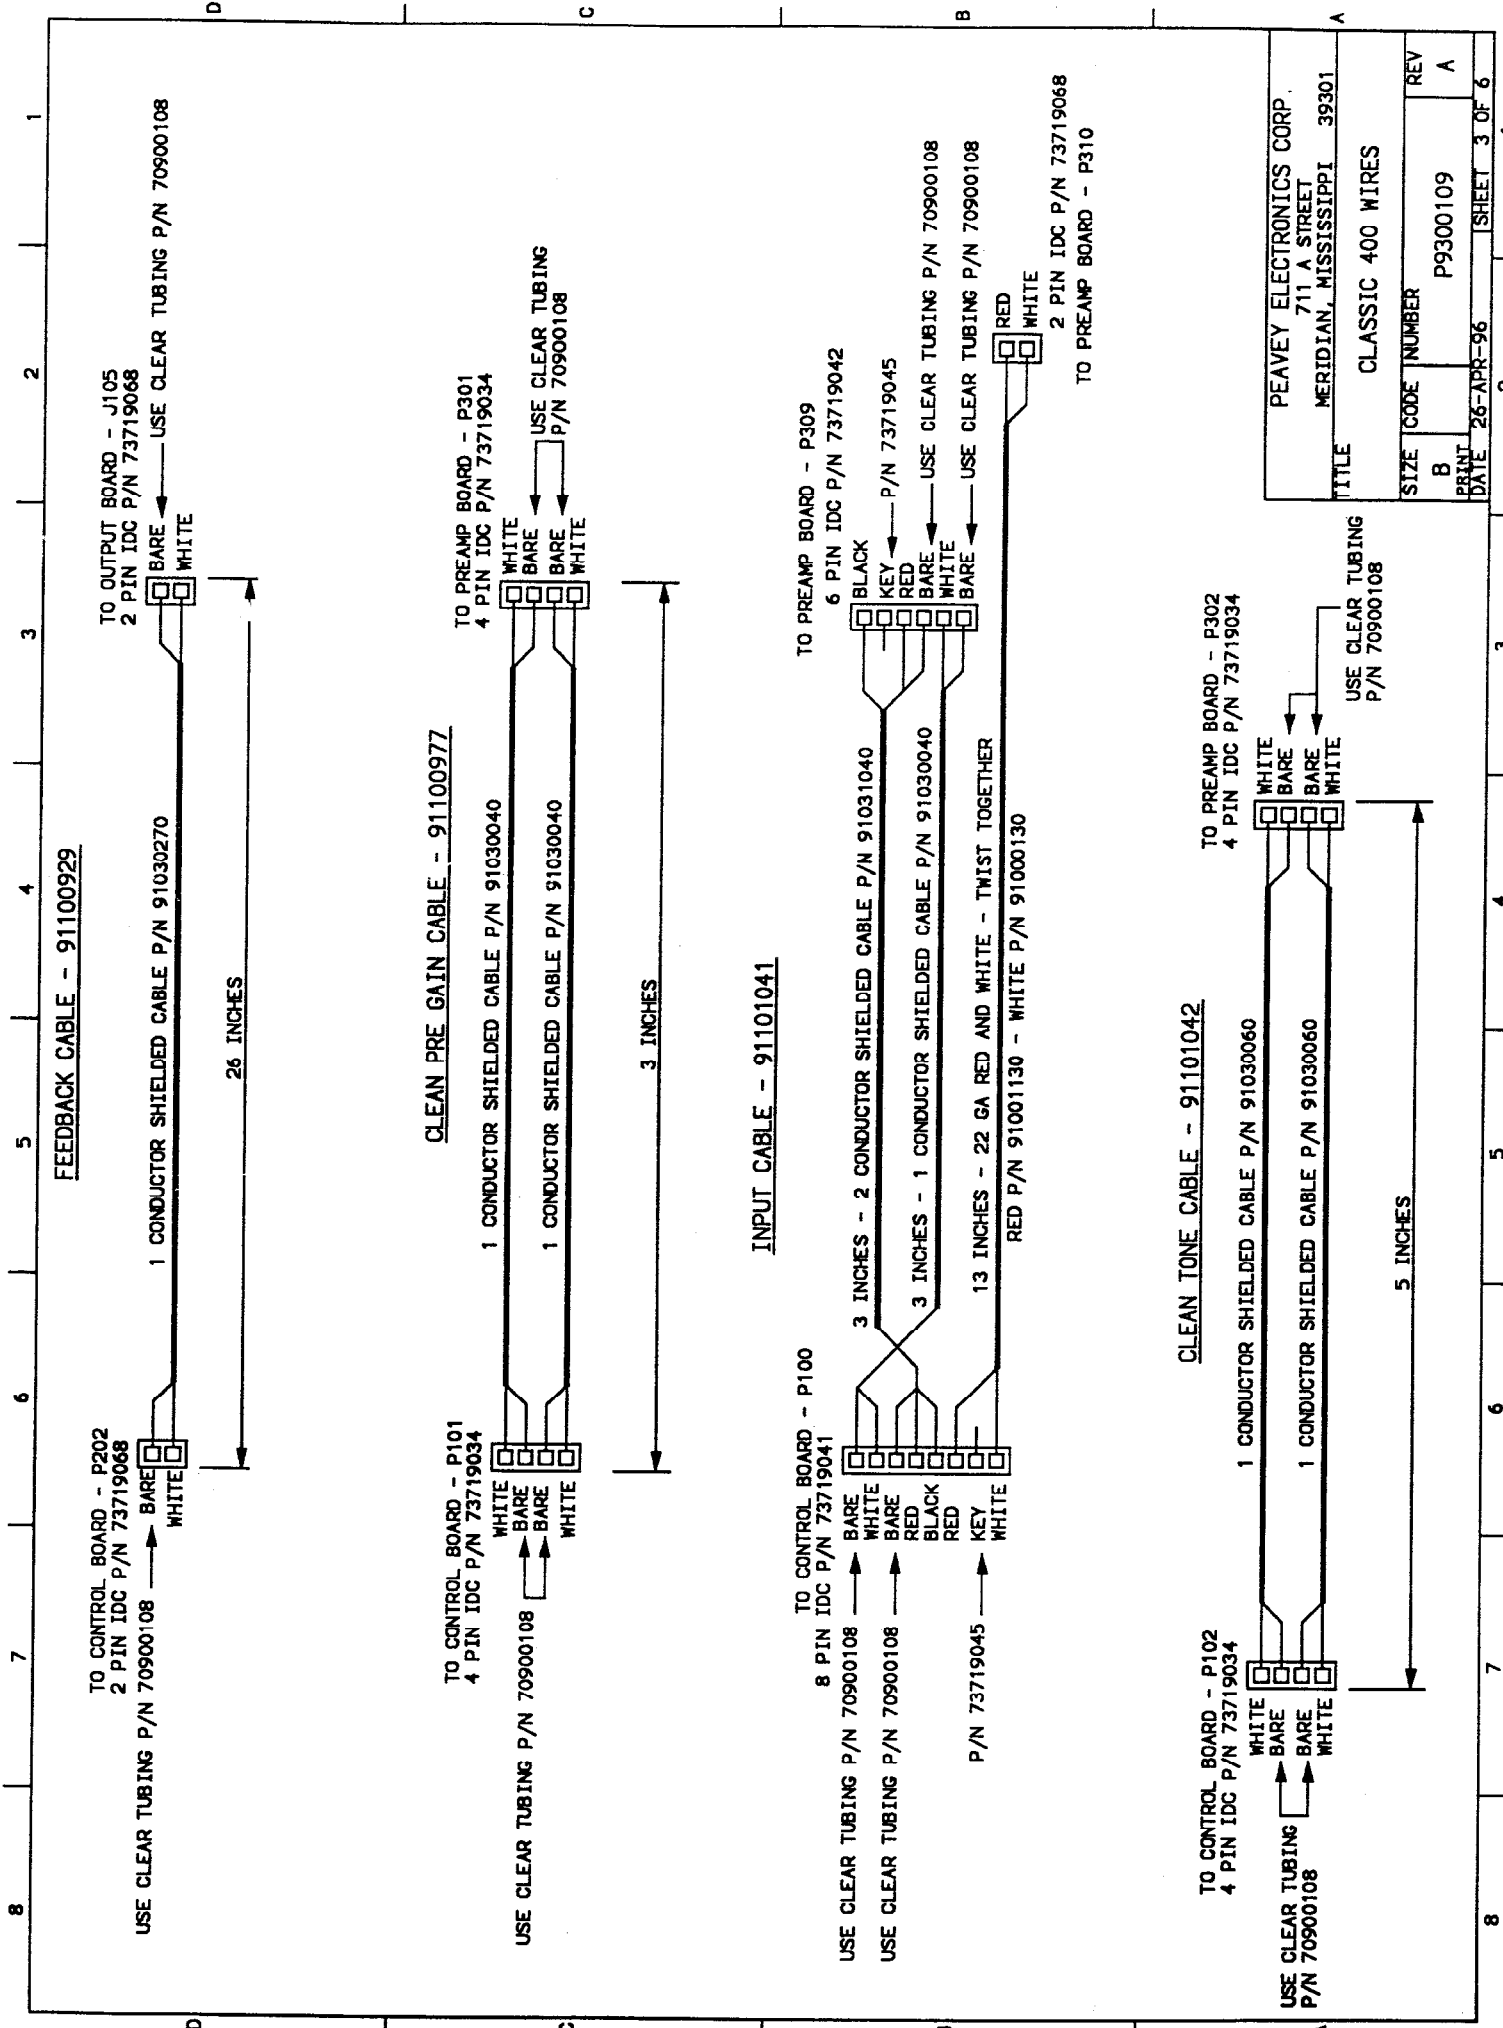 8
7
6
5
4
3
2
1
D
C
B
A
FEEDBACK CABLE - 91100929
TO CONTROL BOARD - P202
2 PIN IDC P/N 73719068
USE CLEAR TUBING P/N 70900108
BARE
WHITE
1 CONDUCTOR SHIELDED CABLE P/N 91030270
26 INCHES
TO OUTPUT BOARD - J105
2 PIN IDC P/N 73719068
BARE
USE CLEAR TUBING P/N 70900108
WHITE
CLEAN PRE GAIN CABLE - 91100977
TO CONTROL BOARD - P101
4 PIN IDC P/N 73719034
WHITE
BARE
BARE
WHITE
USE CLEAR TUBING P/N 70900108
1 CONDUCTOR SHIELDED CABLE P/N 91030040
1 CONDUCTOR SHIELDED CABLE P/N 91030040
3 INCHES
TO PREAMP BOARD - P301
4 PIN IDC P/N 73719034
WHITE
BARE
BARE
WHITE
USE CLEAR TUBING
P/N 70900108
INPUT CABLE - 91101041
TO CONTROL BOARD - P100
8 PIN IDC P/N 73719041
USE CLEAR TUBING P/N 70900108
BARE
WHITE
USE CLEAR TUBING P/N 70900108
BARE
RED
BLACK
RED
P/N 73719045
KEY
WHITE
3 INCHES - 2 CONDUCTOR SHIELDED CABLE P/N 91031040
3 INCHES - 1 CONDUCTOR SHIELDED CABLE P/N 91030040
13 INCHES - 22 GA RED AND WHITE - TWIST TOGETHER
RED P/N 91001130 - WHITE P/N 91000130
TO PREAMP BOARD - P309
6 PIN IDC P/N 73719042
BLACK
KEY
P/N 73719045
RED
BARE
USE CLEAR TUBING P/N 70900108
WHITE
BARE
USE CLEAR TUBING P/N 70900108
RED
WHITE
2 PIN IDC P/N 73719068
TO PREAMP BOARD - P310
CLEAN TONE CABLE - 91101042
TO CONTROL BOARD - P102
4 PIN IDC P/N 73719034
WHITE
BARE
BARE
WHITE
USE CLEAR TUBING
P/N 70900108
1 CONDUCTOR SHIELDED CABLE P/N 91030060
1 CONDUCTOR SHIELDED CABLE P/N 91030060
5 INCHES
TO PREAMP BOARD - P302
4 PIN IDC P/N 73719034
WHITE
BARE
BARE
WHITE
USE CLEAR TUBING
P/N 70900108
PEAVEY ELECTRONICS CORP.
711 A STREET
MERIDIAN, MISSISSIPPI 39301
TITLE
CLASSIC 400 WIRES
SIZE
B
CODE
NUMBER
P9300109
REV
A
PRINT
DATE 26-APR-96
SHEET 3 OF 6
8
7
6
5
4